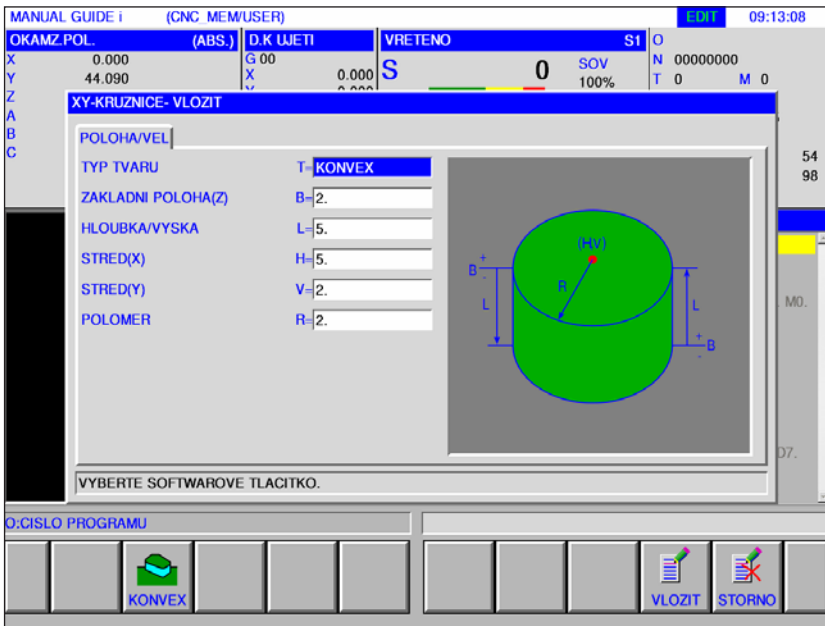 MANUAL GUIDE i (CNC_MEM/USER) EDIT 09:13:08
OKAMZ.POL. (ABS.) D.K UJETI VRETENO S1 O
X 0.000 G 00 S 0 SOV N 00000000
Y 44.090 X 0.000 100% T 0 M 0
Z
XY-KRUZNICE- VLOZIT
A
B POLOHA/VEL
C 54
TYP TVARU T= KONVEX 98
ZAKLADNI POLOHA(Z) B= 2.
HLOUBKA/VYSKA L= 5.
STRED(X) H= 5.
STRED(Y) V= 2.
POLOMER R= 2.
(H,V)
+
B
-
R
L
L
+
B
-
M0.
D7.
VYBERTE SOFTWAROVE TLACITKO.
O:CISLO PROGRAMU
KONVEX VLOZIT STORNO